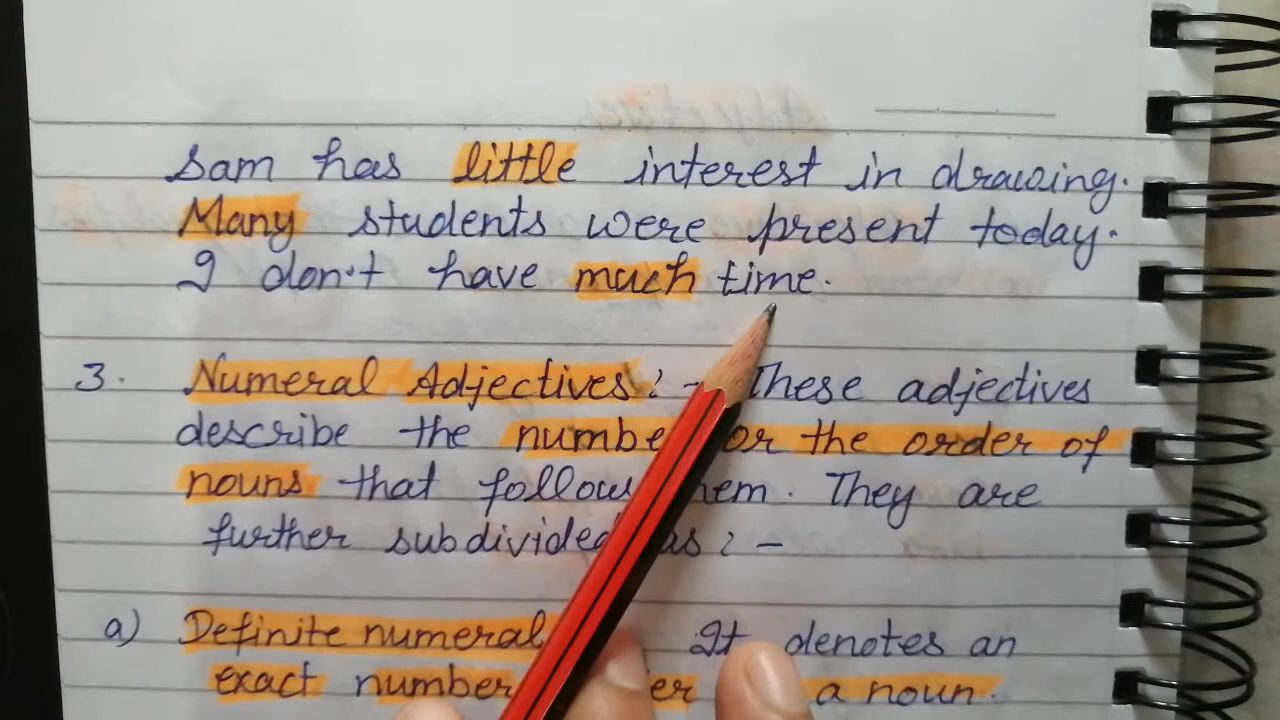 Sam has little interest in drawing.
Many students were present today.
I don't have much time.
3. Numeral Adjectives :- These adjectives
describe the number or the order of
nouns that follow them. They are
further subdivided as :-
a) Definite numeral It denotes an
exact number a noun.